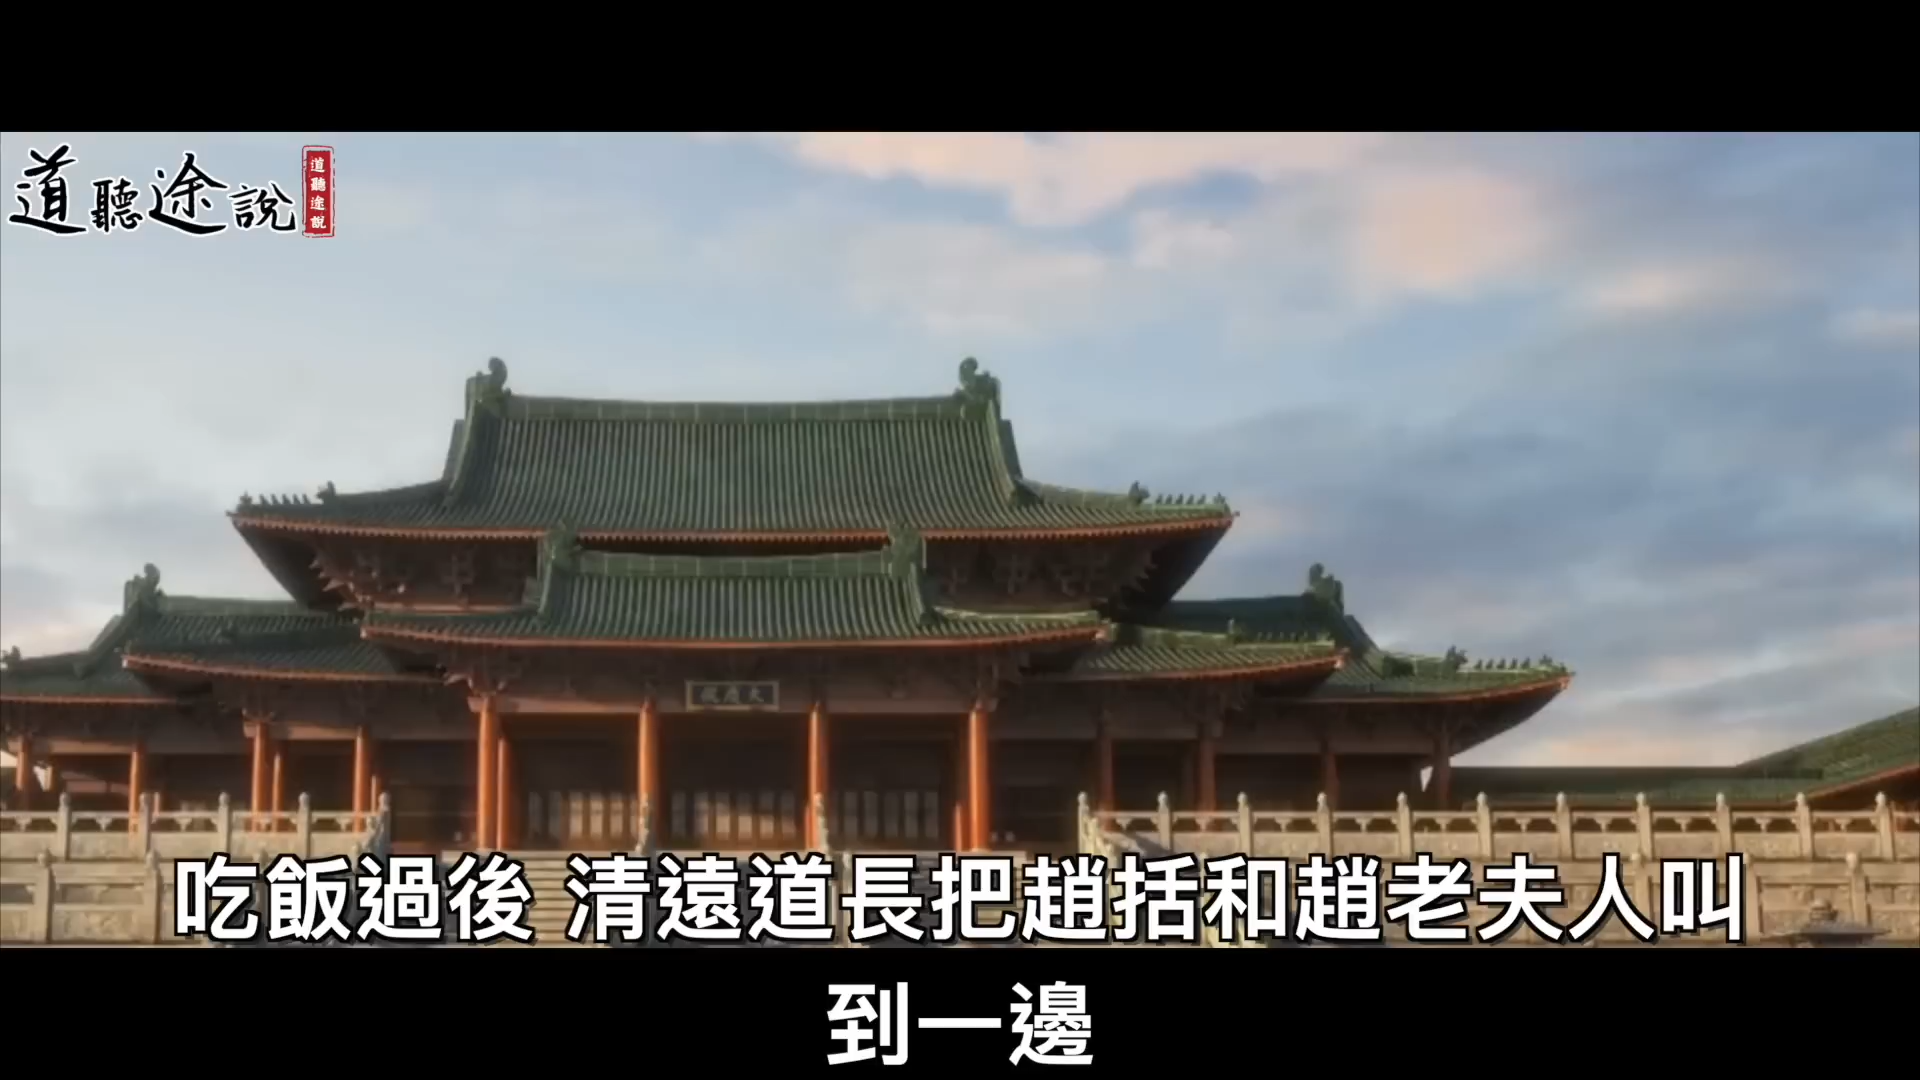 道聽途說
道聽途說
吃飯過後 清遠道長把趙括和趙老夫人叫
到一邊